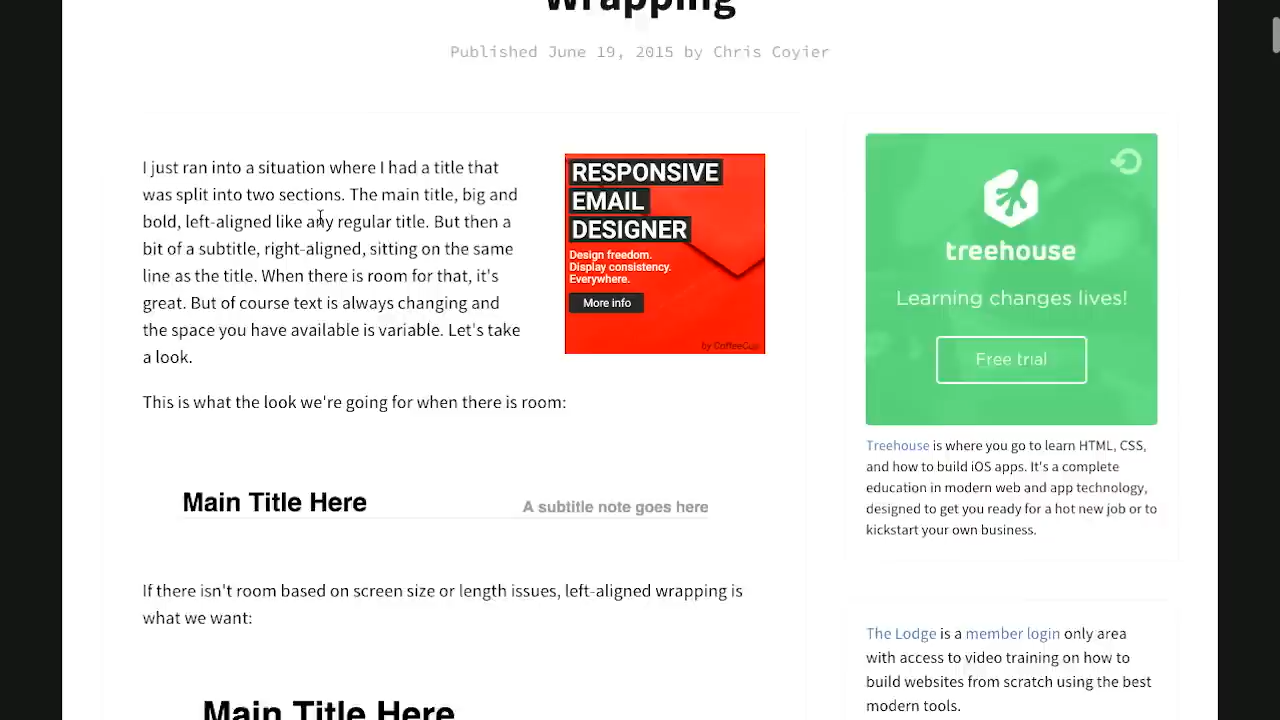 Wrapping
Published June 19, 2015 by Chris Coyier
I just ran into a situation where I had a title that
was split into two sections. The main title, big and
bold, left-aligned like any regular title. But then a
bit of a subtitle, right-aligned, sitting on the same
line as the title. When there is room for that, it's
great. But of course text is always changing and
the space you have available is variable. Let's take
a look.
RESPONSIVE
EMAIL
DESIGNER
Design freedom.
Display consistency.
Everywhere.
More info
This is what the look we're going for when there is room:
Main Title Here
A subtitle note goes here
If there isn't room based on screen size or length issues, left-aligned wrapping is
what we want:
Main Title Here
treehouse
Learning changes lives!
Free trial
Treehouse is where you go to learn HTML, CSS,
and how to build iOS apps. It's a complete
education in modern web and app technology,
designed to get you ready for a hot new job or to
kickstart your own business.
The Lodge is a member login only area
with access to video training on how to
build websites from scratch using the best
modern tools.